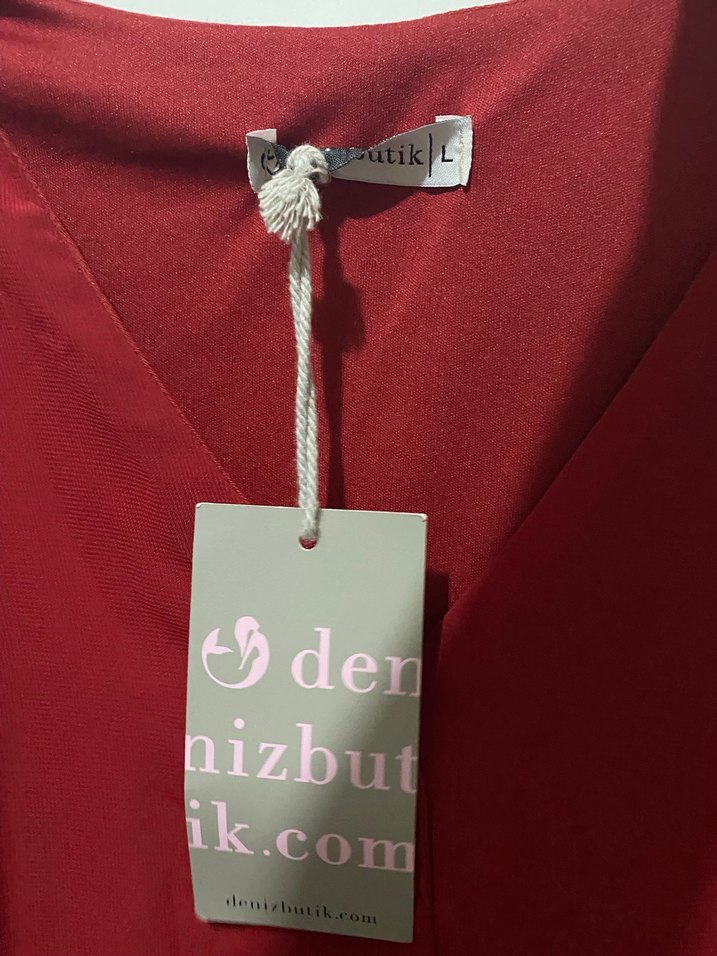 butik | L
den
nizbut
ik.com
denizbutik.com